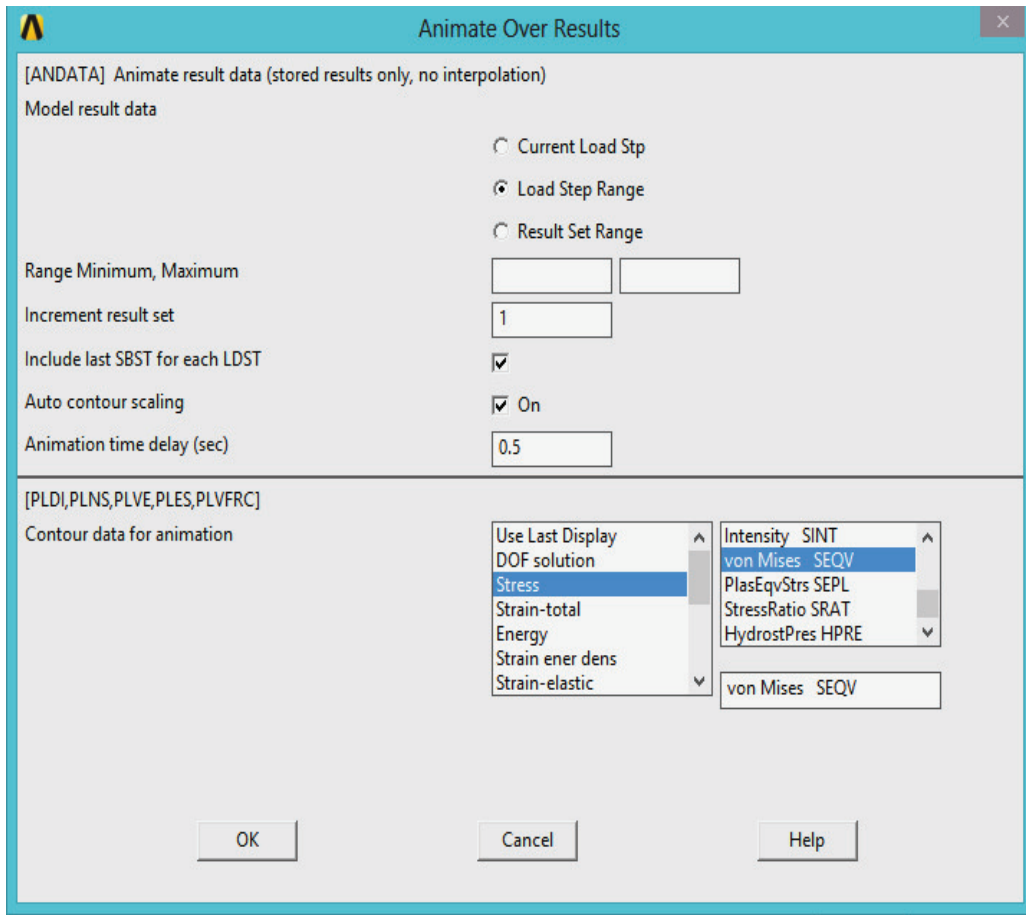 Animate Over Results
[ANDATA] Animate result data (stored results only, no interpolation)
Model result data
Current Load Stp
Load Step Range
Result Set Range
Range Minimum, Maximum
Increment result set 1
Include last SBST for each LDST
Auto contour scaling On
Animation time delay (sec) 0.5
[PLDI,PLNS,PLVE,PLES,PLVFRC]
Contour data for animation
Use Last Display
DOF solution
Stress
Strain-total
Energy
Strain ener dens
Strain-elastic
Intensity SINT
von Mises SEQV
PlasEqvStrs SEPL
StressRatio SRAT
HydrostPres HPRE
von Mises SEQV
OK Cancel Help